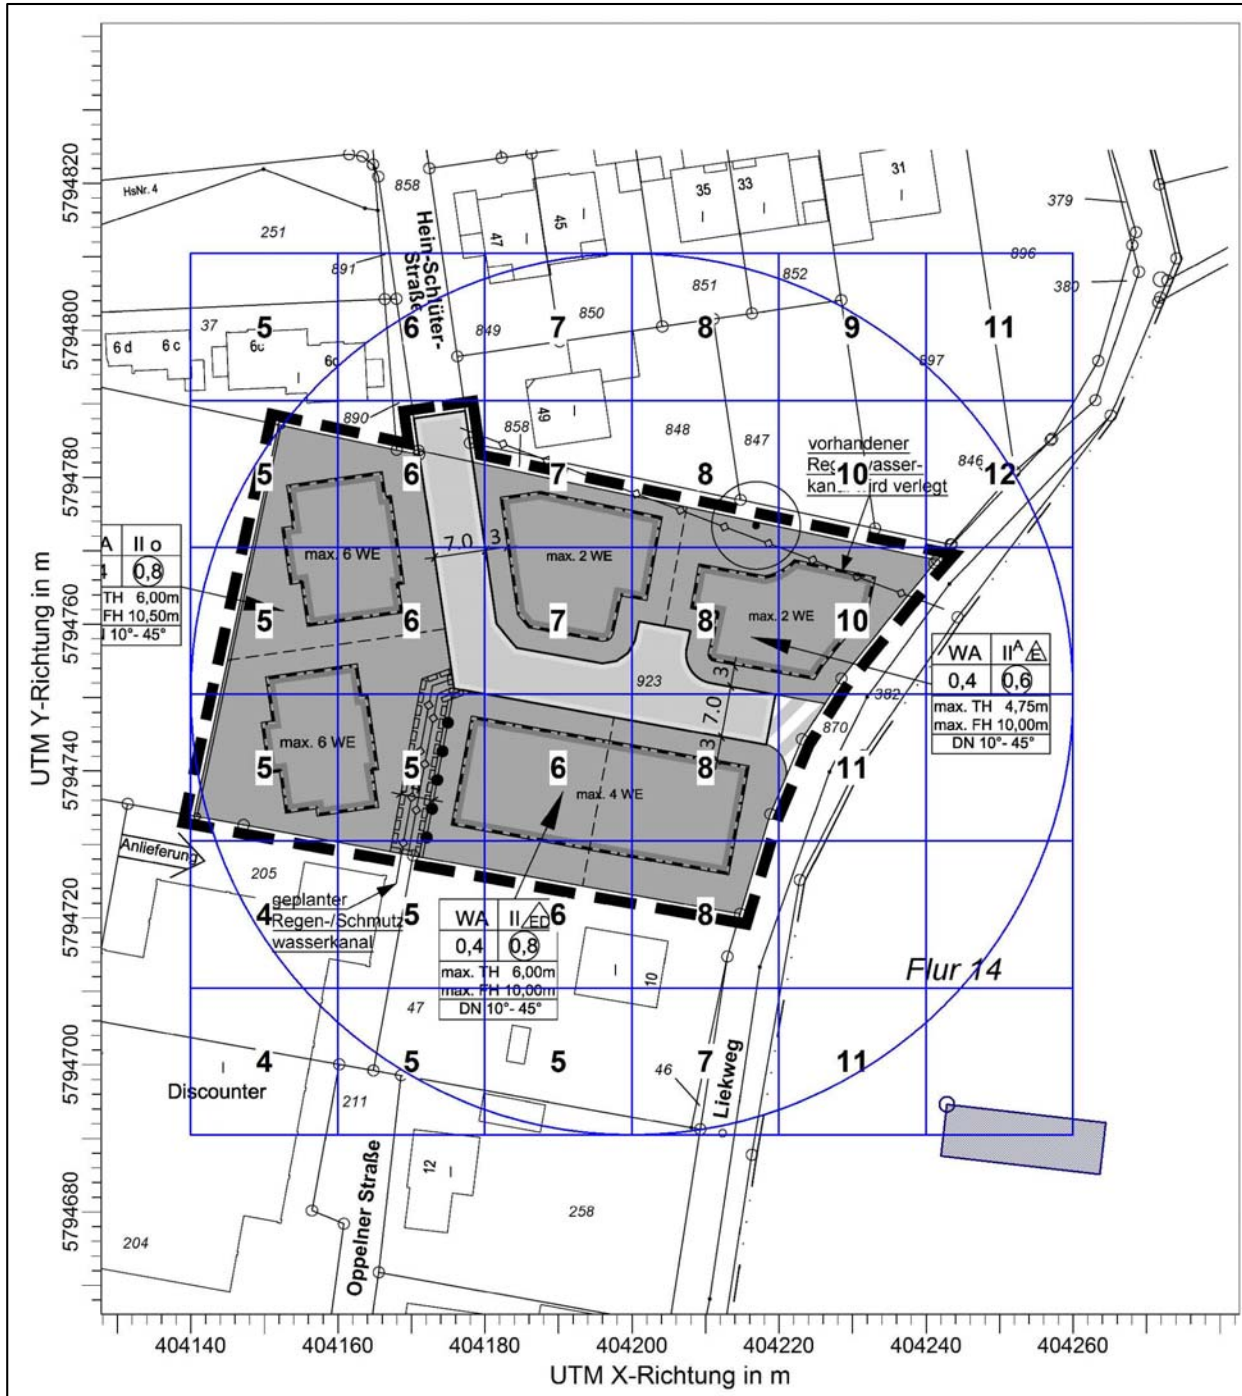 UTM Y-Richtung in m
5794820
5794800
5794780
5794760
5794740
5794720
5794700
5794680
HsNr. 4
251
858
891
Hein-Schlüter-
Straße
47
45
35
33
31
379
896
380
852
851
850
849
37
6 d
6 c
5
6
7
8
9
11
897
49
890
858
848
847
846
vorhandener
wird verlegt
5
6
7
8
10
12
max. 6 WE
7.0
3
max. 2 WE
II o
0,8
TH 6,00m
FH 10,50m
10°- 45°
5
6
7
8
max. 2 WE
10
923
3
7.0
3
382
870
WA
II A E
0,4
0,6
max. TH 4,75m
max. FH 10,00m
DN 10°- 45°
max. 6 WE
5
5
6
8
11
max. 4 WE
Anlieferung
205
geplanter
Regen-/Schmutz
wasserkanal
4
5
6
8
WA
II ED
0,4
0,8
max. TH 6,00m
max. FH 10,00m
DN 10°- 45°
10
Flur 14
47
4
5
5
7
11
46
Discounter
211
Liekweg
12
Oppelner Straße
258
204
404140
404160
404180
404200
404220
404240
404260
UTM X-Richtung in m